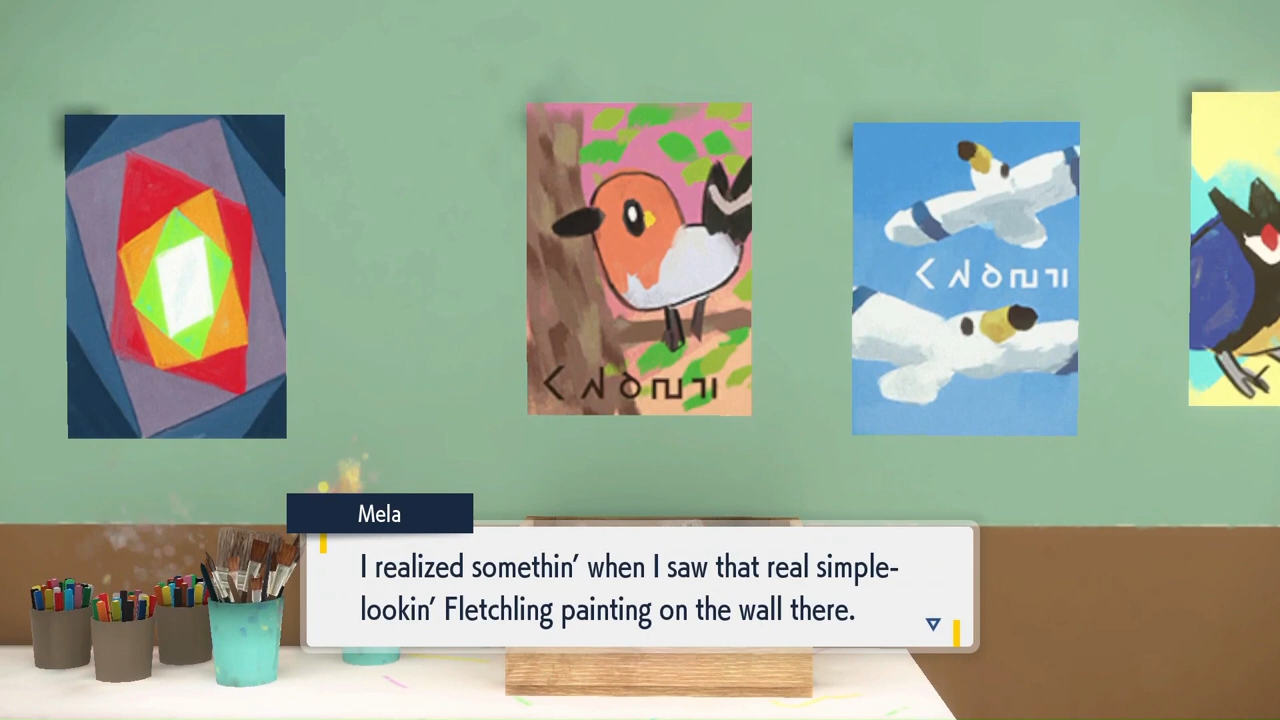 Mela
I realized somethin’ when I saw that real simple-
lookin’ Fletchling painting on the wall there.